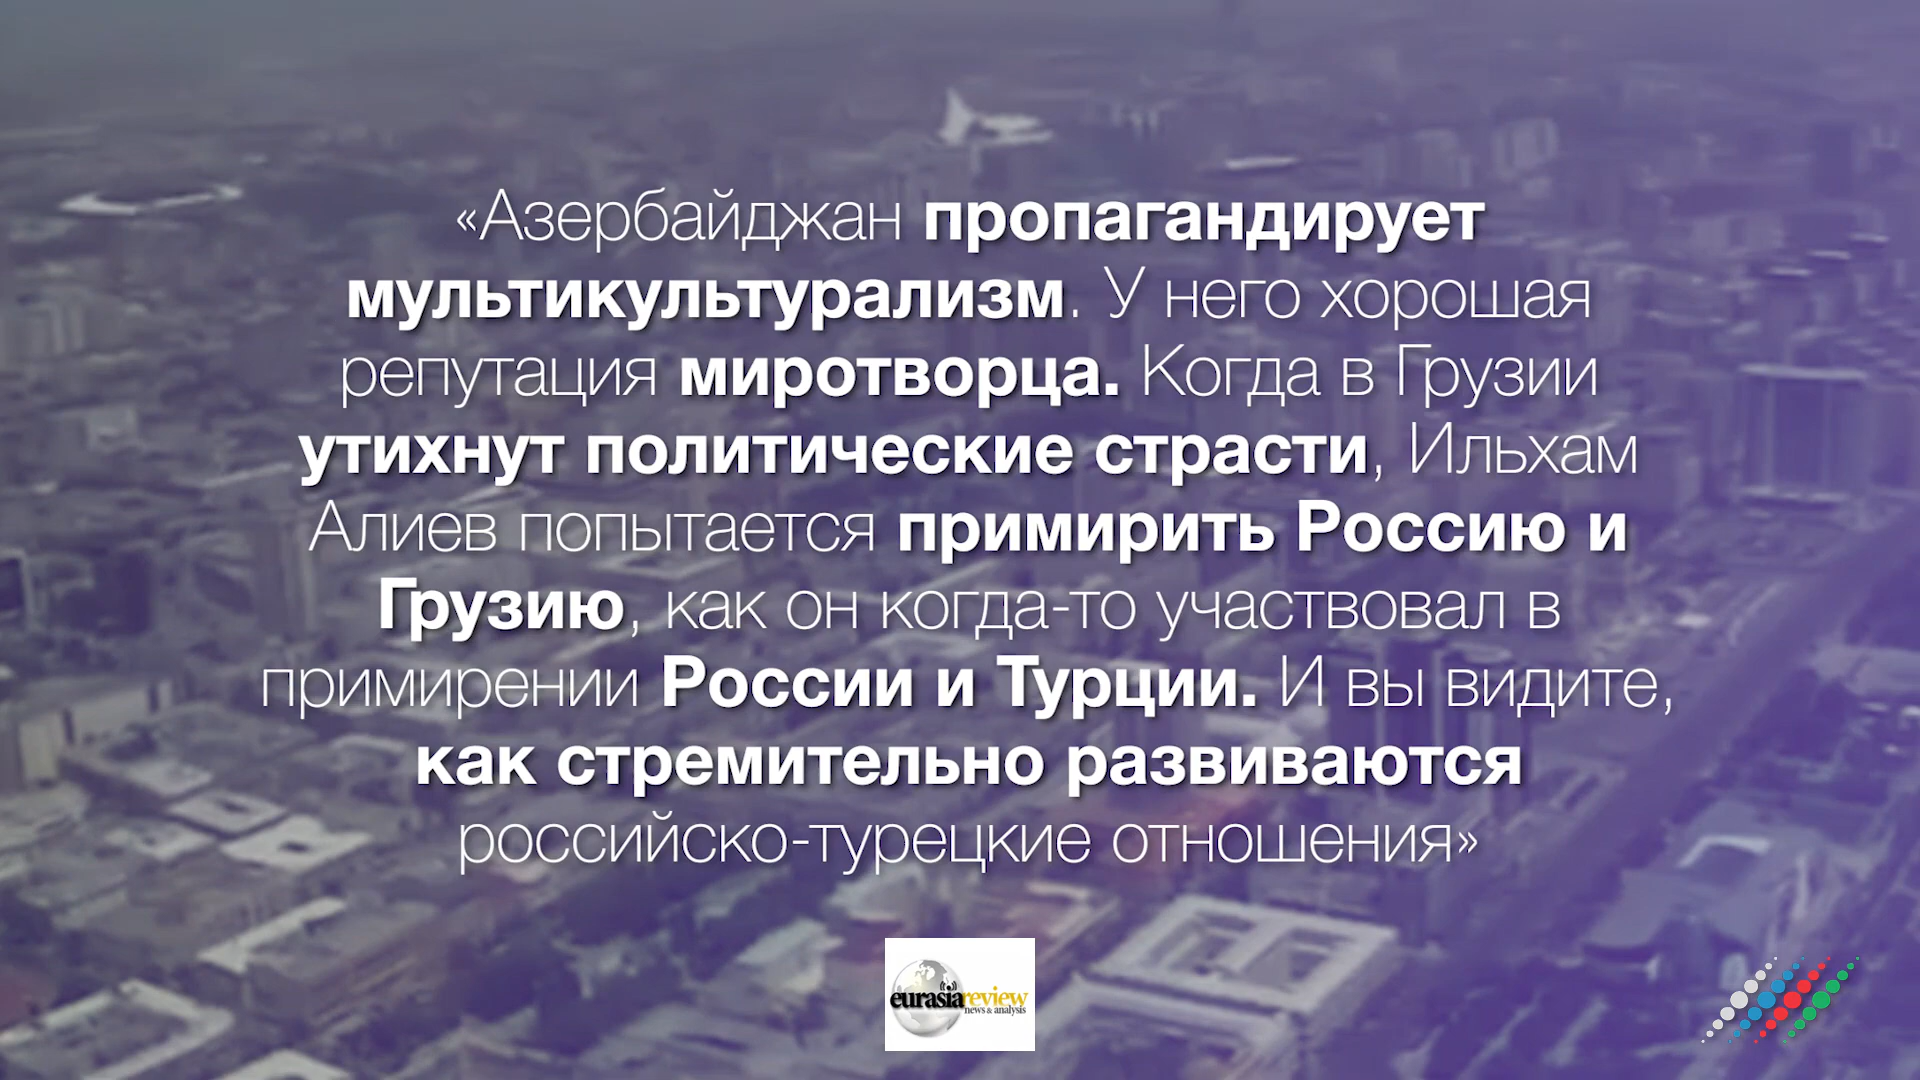 «Азербайджан пропагандирует
мультикультурализм. У него хорошая
репутация миротворца. Когда в Грузии
утихнут политические страсти, Ильхам
Алиев попытается примирить Россию и
Грузию, как он когда-то участвовал в
примирении России и Турции. И вы видите,
как стремительно развиваются
российско-турецкие отношения»
eurasiareview
news & analysis